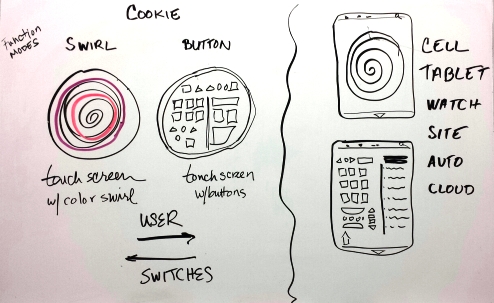 COOKIE
Function
MODES
SWIRL
BUTTON
touch screen
w/ color swirl
touch screen
w/buttons
USER
SWITCHES
CELL
TABLET
WATCH
SITE
AUTO
CLOUD